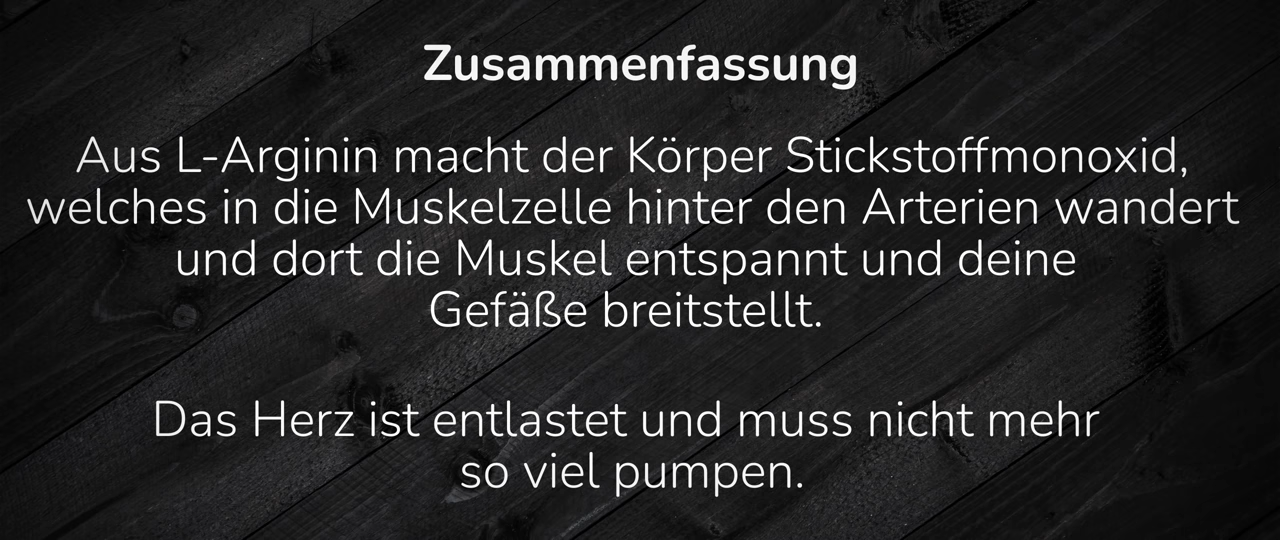 Zusammenfassung
Aus L-Arginin macht der Körper Stickstoffmonoxid,
welches in die Muskelzelle hinter den Arterien wandert
und dort die Muskel entspannt und deine
Gefäße breitstellt.
Das Herz ist entlastet und muss nicht mehr
so viel pumpen.